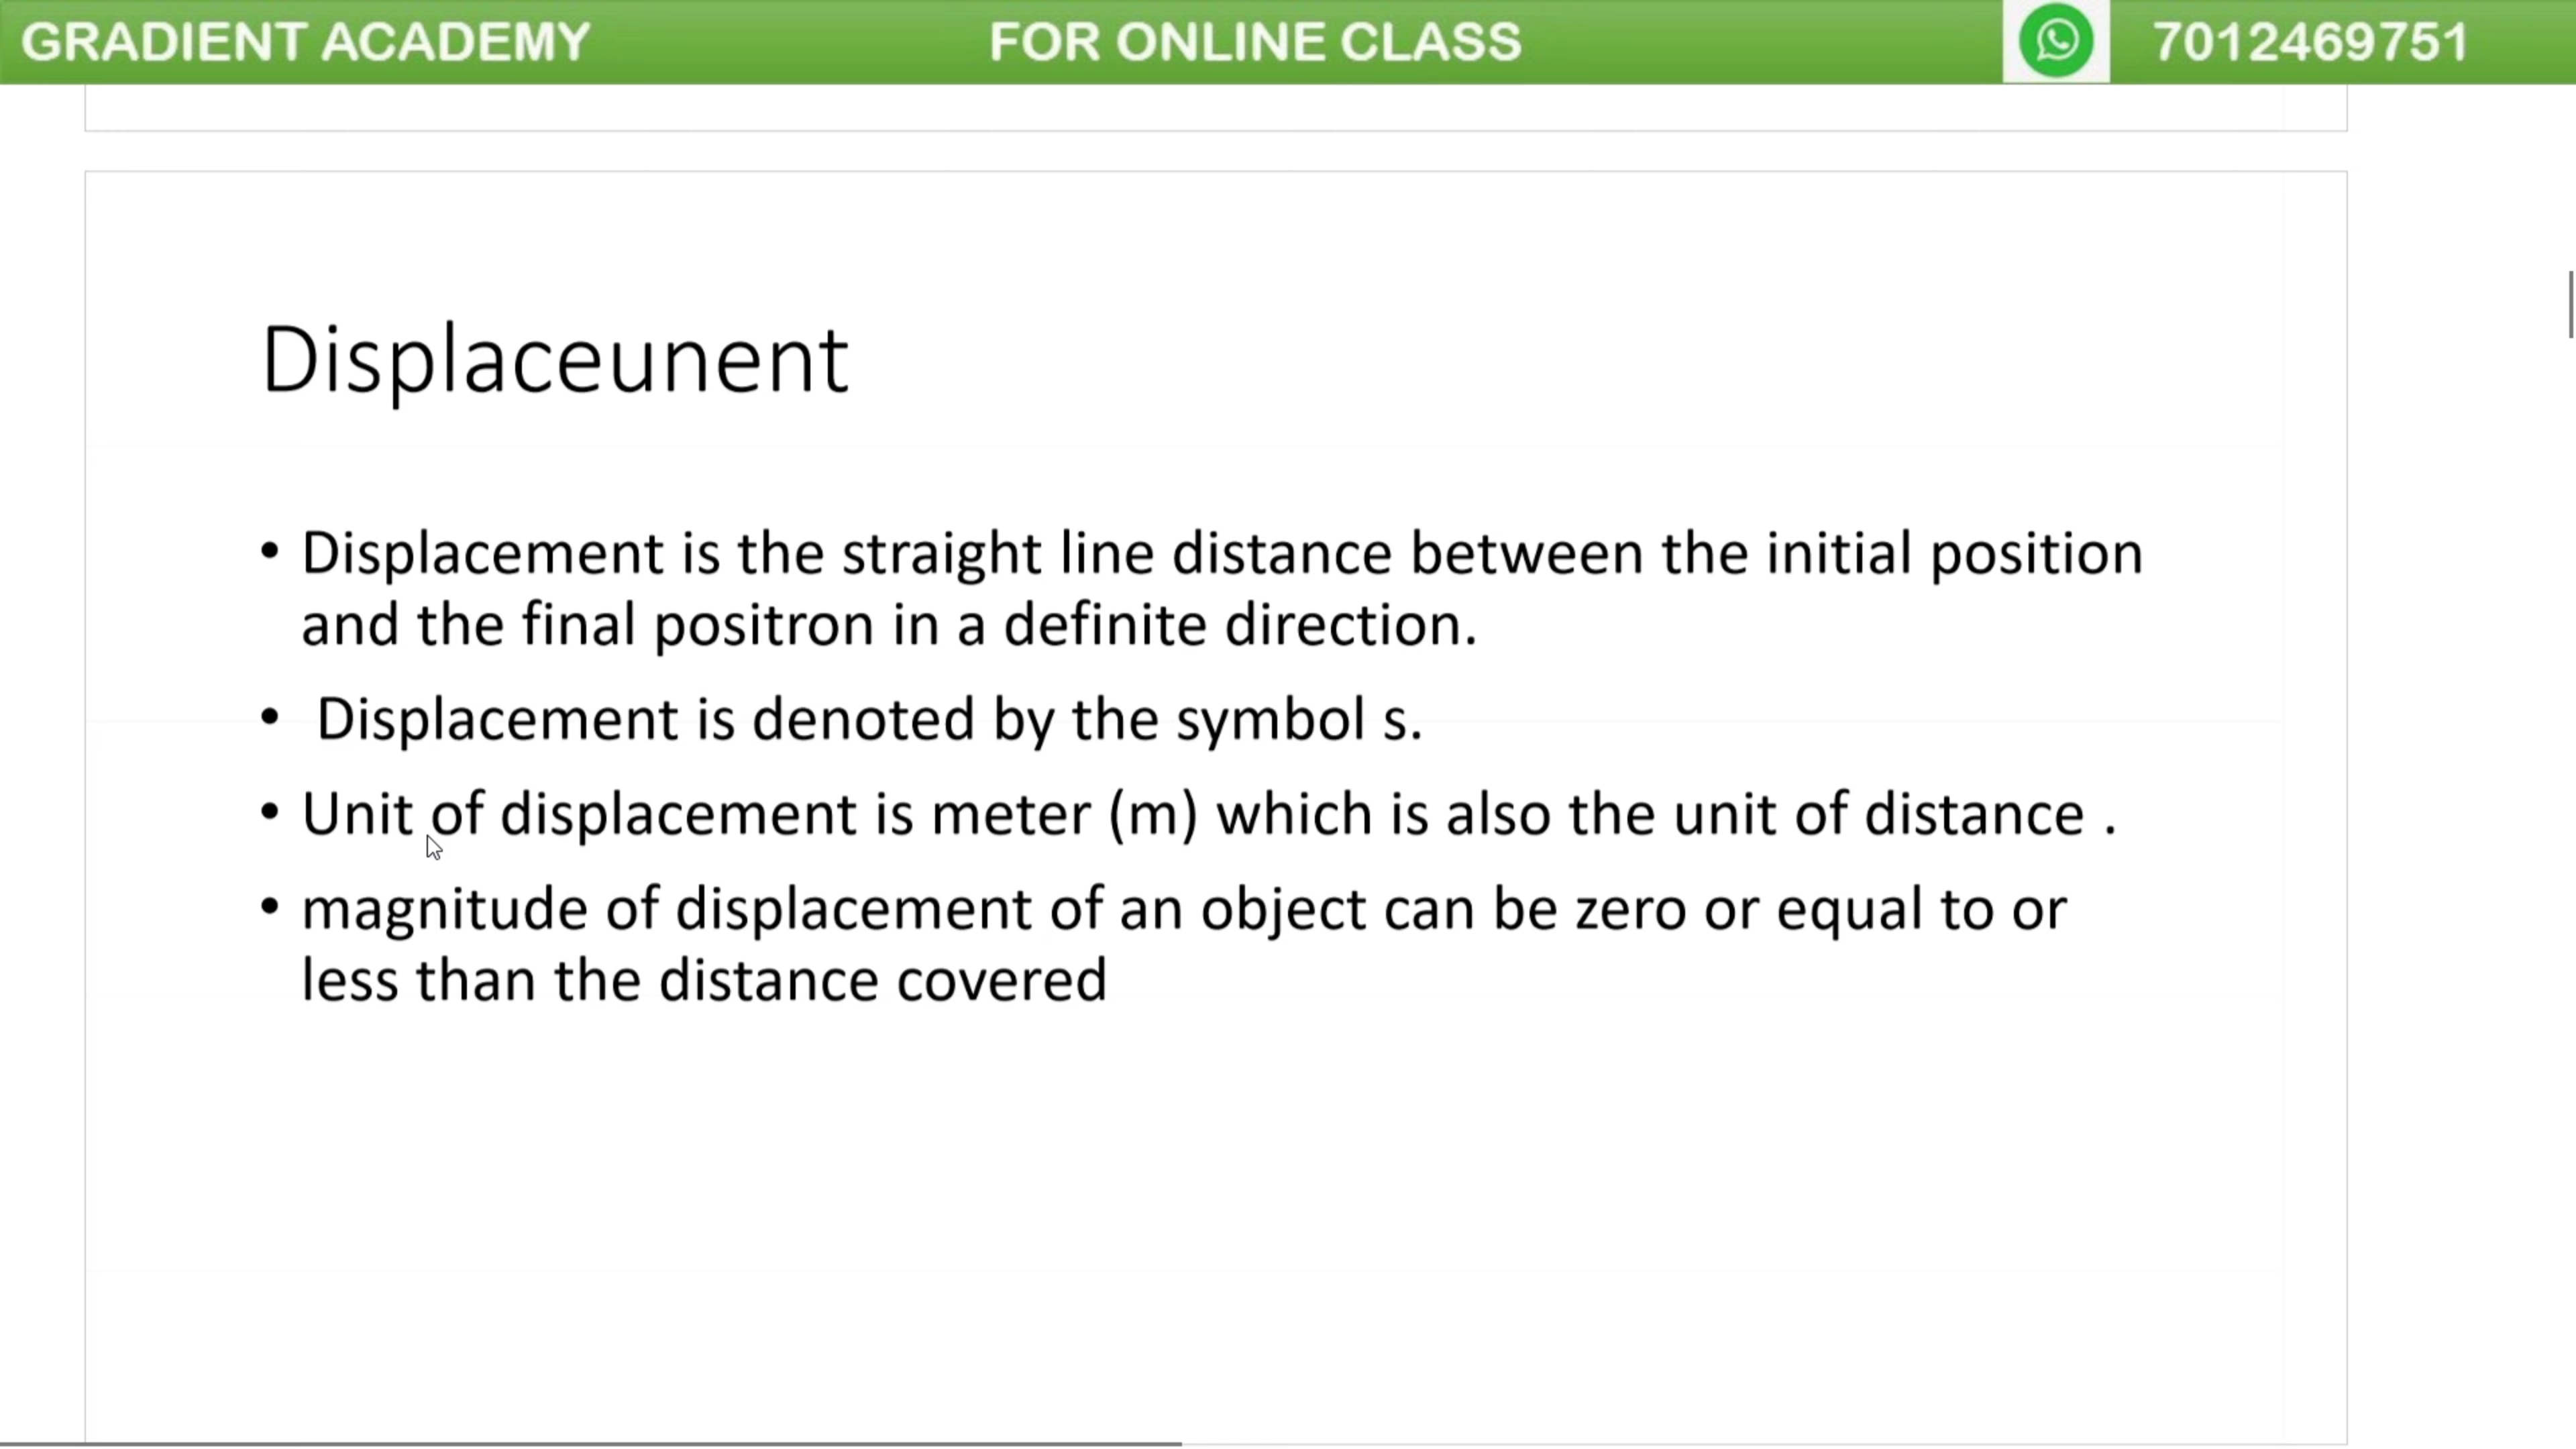 GRADIENT ACADEMY FOR ONLINE CLASS 7012469751
Displaceunent
• Displacement is the straight line distance between the initial position
and the final positron in a definite direction.
• Displacement is denoted by the symbol s.
• Unit of displacement is meter (m) which is also the unit of distance .
• magnitude of displacement of an object can be zero or equal to or
less than the distance covered